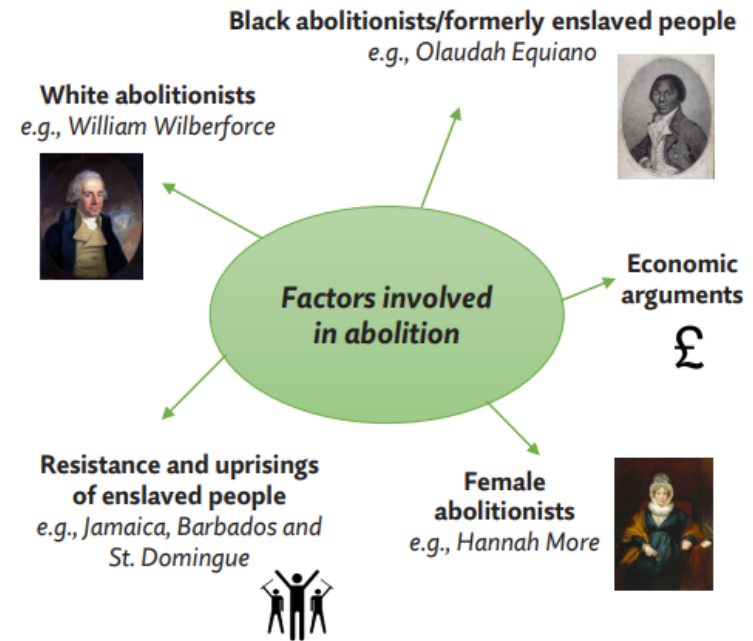 Black abolitionists/formerly enslaved people
e.g., Olaudah Equiano
White abolitionists
e.g., William Wilberforce
Factors involved
in abolition
Economic
arguments
£
Resistance and uprisings
of enslaved people
e.g., Jamaica, Barbados and
St. Domingue
Female
abolitionists
e.g., Hannah More